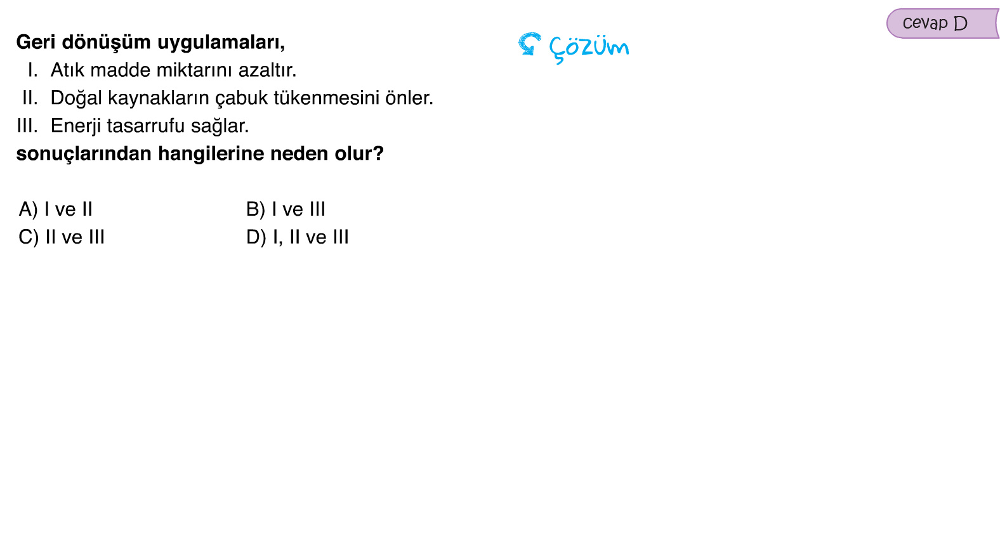 Geri dönüşüm uygulamaları,
I. Atık madde miktarını azaltır.
II. Doğal kaynakların çabuk tükenmesini önler.
III. Enerji tasarrufu sağlar.
sonuçlarından hangilerine neden olur?
A) I ve II B) I ve III
C) II ve III D) I, II ve III
Çözüm
Cevap D